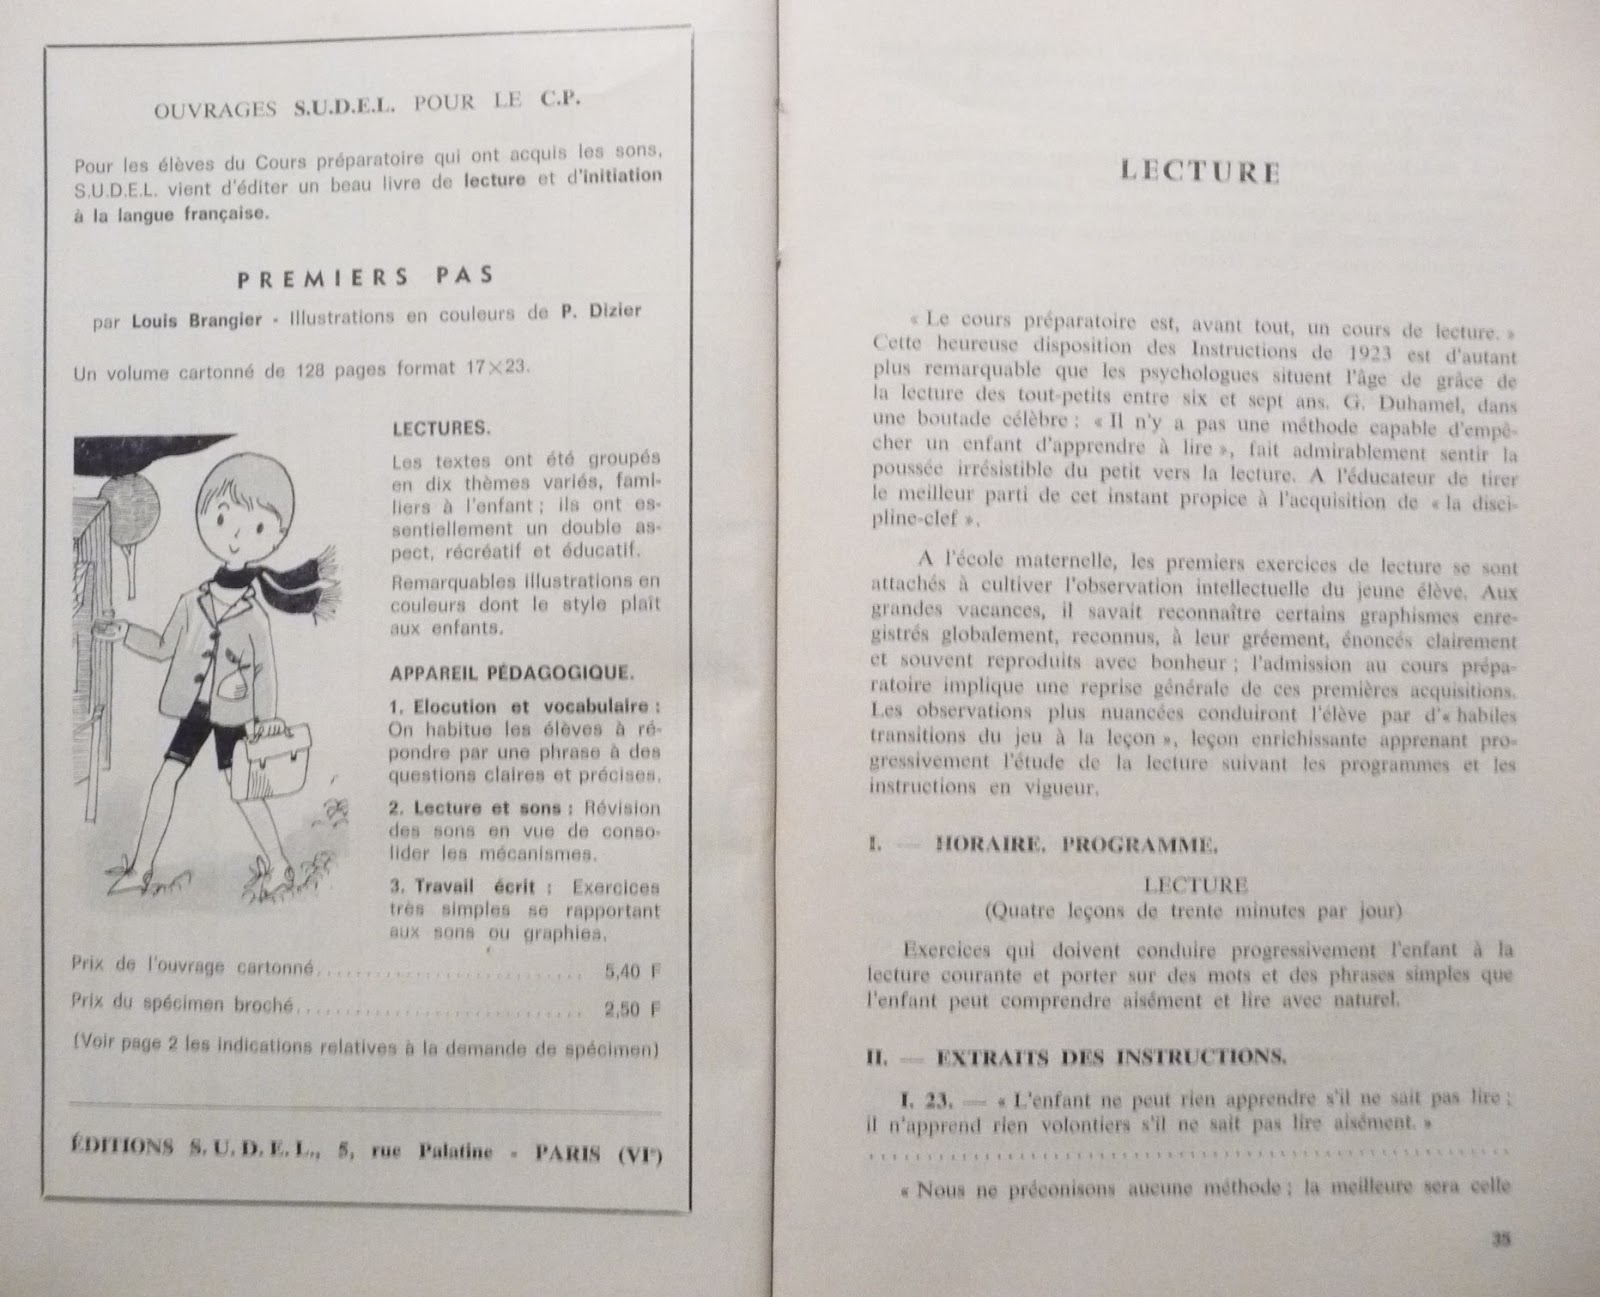 OUVRAGES S.U.D.E.L. POUR LE C.P.
Pour les élèves du Cours préparatoire qui ont acquis les sons,
S.U.D.E.L. vient d'éditer un beau livre de lecture et d'initiation
à la langue française.
PREMIERS PAS
par Louis Brangier - Illustrations en couleurs de P. Dizier
Un volume cartonné de 128 pages format 17×23.
LECTURES.
Les textes ont été groupés
en dix thèmes variés, fami-
liers à l'enfant ; ils ont es-
sentiellement un double as-
pect, récréatif et éducatif.
Remarquables illustrations en
couleurs dont le style plaît
aux enfants.
APPAREIL PÉDAGOGIQUE.
1. Elocution et vocabulaire :
On habitue les élèves à ré-
pondre par une phrase à des
questions claires et précises.
2. Lecture et sons : Révision
des sons en vue de conso-
lider les mécanismes.
3. Travail écrit : Exercices
très simples se rapportant
aux sons ou graphies.
Prix de l'ouvrage cartonné.......................... 5,40 F
Prix du spécimen broché............................ 2,50 F
(Voir page 2 les indications relatives à la demande de spécimen)
ÉDITIONS S. U. D. E. L., 5, rue Palatine - PARIS (VIe)
LECTURE
« Le cours préparatoire est, avant tout, un cours de lecture. »
Cette heureuse disposition des Instructions de 1923 est d'autant
plus remarquable que les psychologues situent l'âge de grâce de
la lecture des tout-petits entre six et sept ans. G. Duhamel, dans
une boutade célèbre : « Il n'y a pas une méthode capable d'empê-
cher un enfant d'apprendre à lire », fait admirablement sentir la
poussée irrésistible du petit vers la lecture. A l'éducateur de tirer
le meilleur parti de cet instant propice à l'acquisition de « la disci-
pline-clef ».
A l'école maternelle, les premiers exercices de lecture se sont
attachés à cultiver l'observation intellectuelle du jeune élève. Aux
grandes vacances, il savait reconnaître certains graphismes enre-
gistrés globalement, reconnus, à leur gréement, énoncés clairement
et souvent reproduits avec bonheur ; l'admission au cours prépa-
ratoire implique une reprise générale de ces premières acquisitions.
Les observations plus nuancées conduiront l'élève par d'« habiles
transitions du jeu à la leçon », leçon enrichissante apprenant pro-
gressivement l'étude de la lecture suivant les programmes et les
instructions en vigueur.
I. — HORAIRE. PROGRAMME.
LECTURE
(Quatre leçons de trente minutes par jour)
Exercices qui doivent conduire progressivement l'enfant à la
lecture courante et porter sur des mots et des phrases simples que
l'enfant peut comprendre aisément et lire avec naturel.
II. — EXTRAITS DES INSTRUCTIONS.
I. 23. — « L'enfant ne peut rien apprendre s'il ne sait pas lire ;
il n'apprend rien volontiers s'il ne sait pas lire aisément. »
............................................................
« Nous ne préconisons aucune méthode ; la meilleure sera celle
35